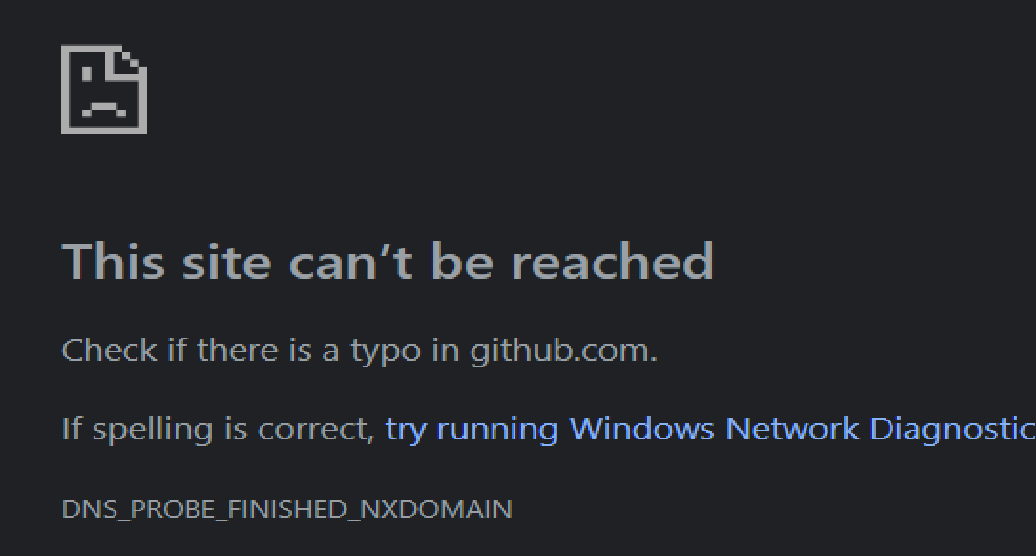 This site can’t be reached
Check if there is a typo in github.com.
If spelling is correct, try running Windows Network Diagnostic
DNS_PROBE_FINISHED_NXDOMAIN